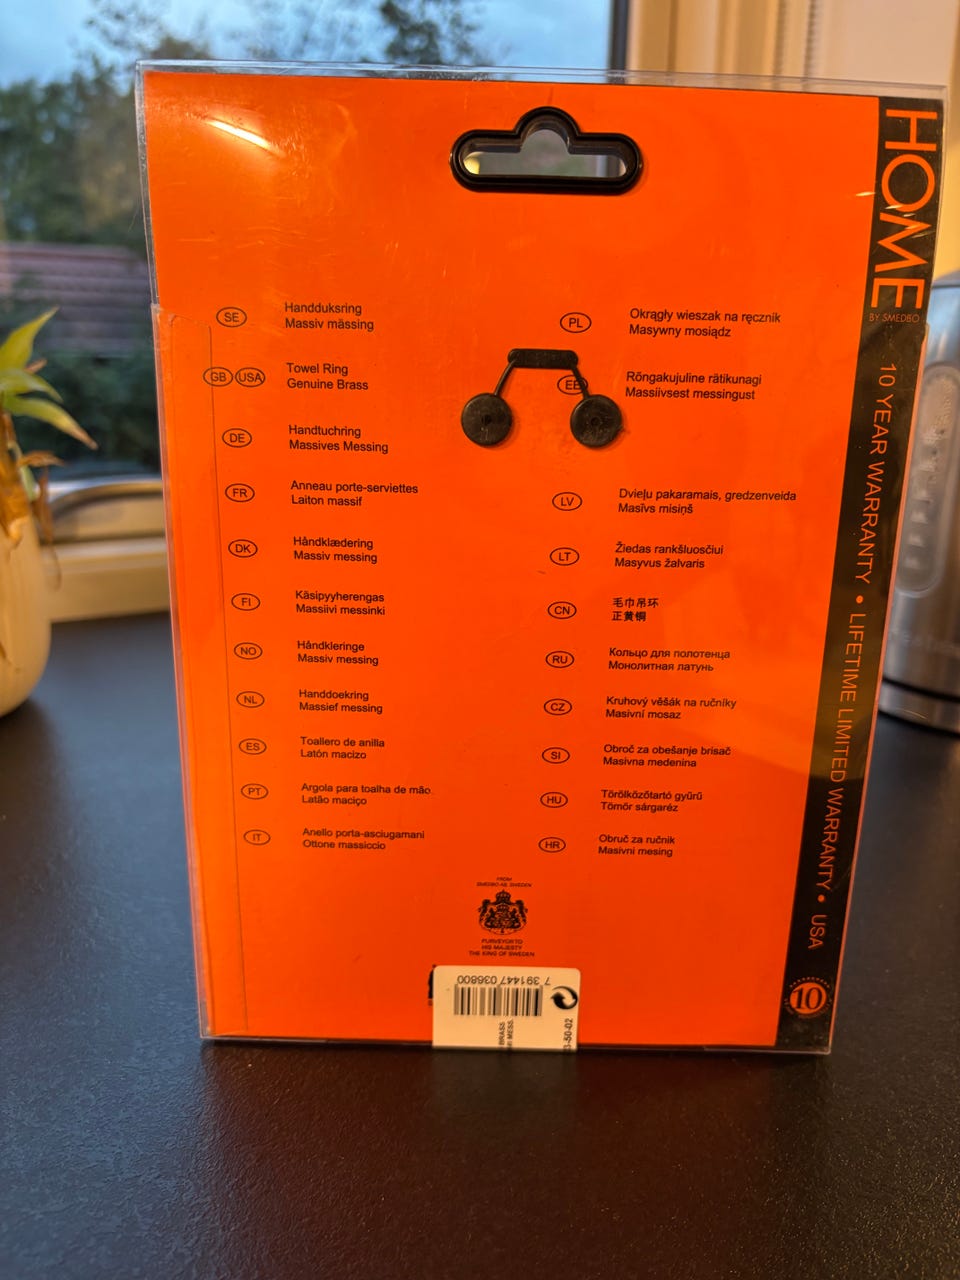 HOME
BY SMEDBO
10 YEAR WARRANTY • LIFETIME LIMITED WARRANTY • USA
10
SE
Handduksring
Massiv mässing
GB USA
Towel Ring
Genuine Brass
DE
Handtuchring
Massives Messing
FR
Anneau porte-serviettes
Laiton massif
DK
Håndklædering
Massiv messing
FI
Käsipyyherengas
Massiivi messinki
NO
Håndkleringe
Massiv messing
NL
Handdoekring
Massief messing
ES
Toallero de anilla
Latón macizo
PT
Argola para toalha de mão
Latão maciço
IT
Anello porta-asciugamani
Ottone massiccio
PL
Okrągły wieszak na ręcznik
Masywny mosiądz
EE
Rõngakujuline rätikunagi
Massiivsest messingust
LV
Dvieļu pakaramais, gredzenveida
Masīvs misiņš
LT
Žiedas rankšluosčiui
Masyvus žalvaris
CN
毛巾吊环
正黄铜
RU
Кольцо для полотенца
Монолитная латунь
CZ
Kruhový věšák na ručníky
Masivní mosaz
SI
Obroč za obešanje brisač
Masivna medenina
HU
Törölközőtartó gyűrű
Tömör sárgaréz
HR
Obruč za ručnik
Masivni mesing
FROM
SMEDBO AB, SWEDEN
PURVEYOR TO
HIS MAJESTY
THE KING OF SWEDEN
7 391447 036800
BRASS
MESS
-50-02